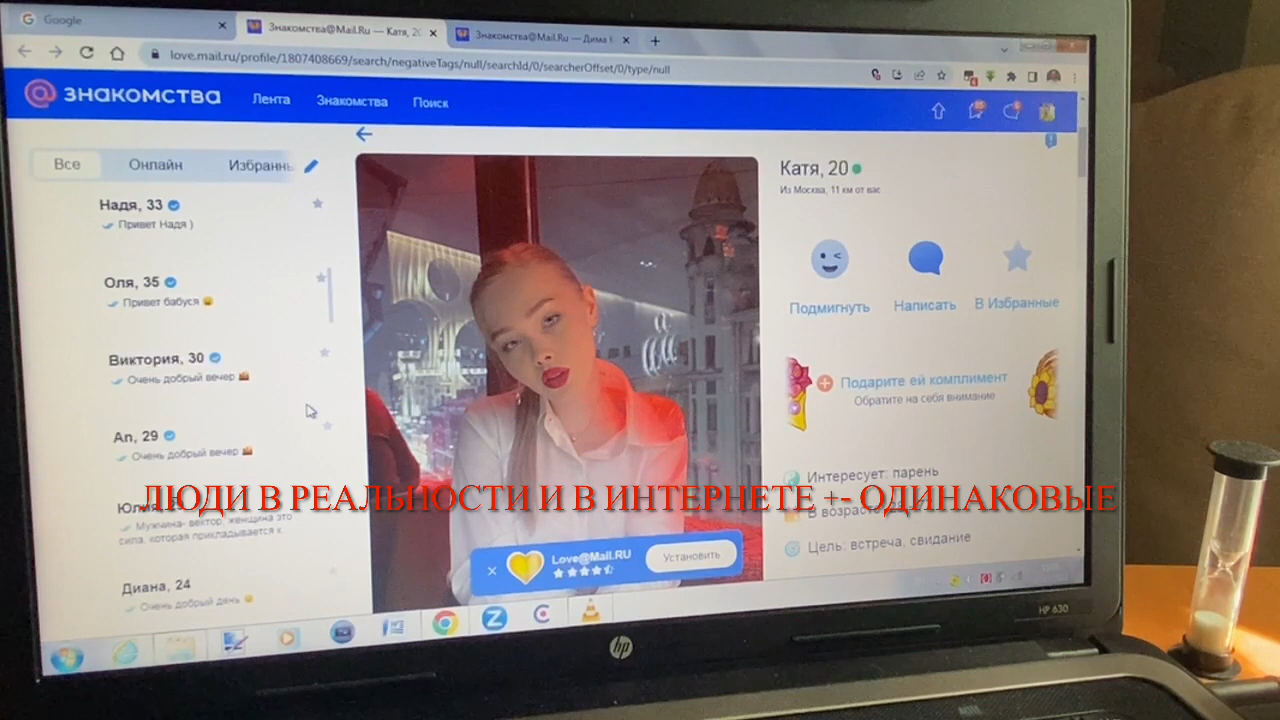 Google
Знакомства@Mail.Ru — Катя, 20
Знакомства@Mail.Ru — Дима
love.mail.ru/profile/1807408669/search/negativeTags/null/searchId/0/searcherOffset/0/type/null
знакомства
Лента
Знакомства
Поиск
Все
Онлайн
Избранны
Надя, 33
Привет Надя )
Оля, 35
Привет бабуся
Виктория, 30
Очень добрый вечер
An, 29
Очень добрый вечер
Юлия,
Мужчина- вектор, женщина это
сила, которая прикладывается к
Диана, 24
Очень добрый день
Катя, 20
Из Москва, 11 км от вас
Подмигнуть
Написать
В Избранные
Подарите ей комплимент
Обратите на себя внимание
Интересует: парень
В возрасте
Цель: встреча, свидание
ЛЮДИ В РЕАЛЬНОСТИ И В ИНТЕРНЕТЕ +- ОДИНАКОВЫЕ
Love@Mail.RU
Установить
hp
HP 630